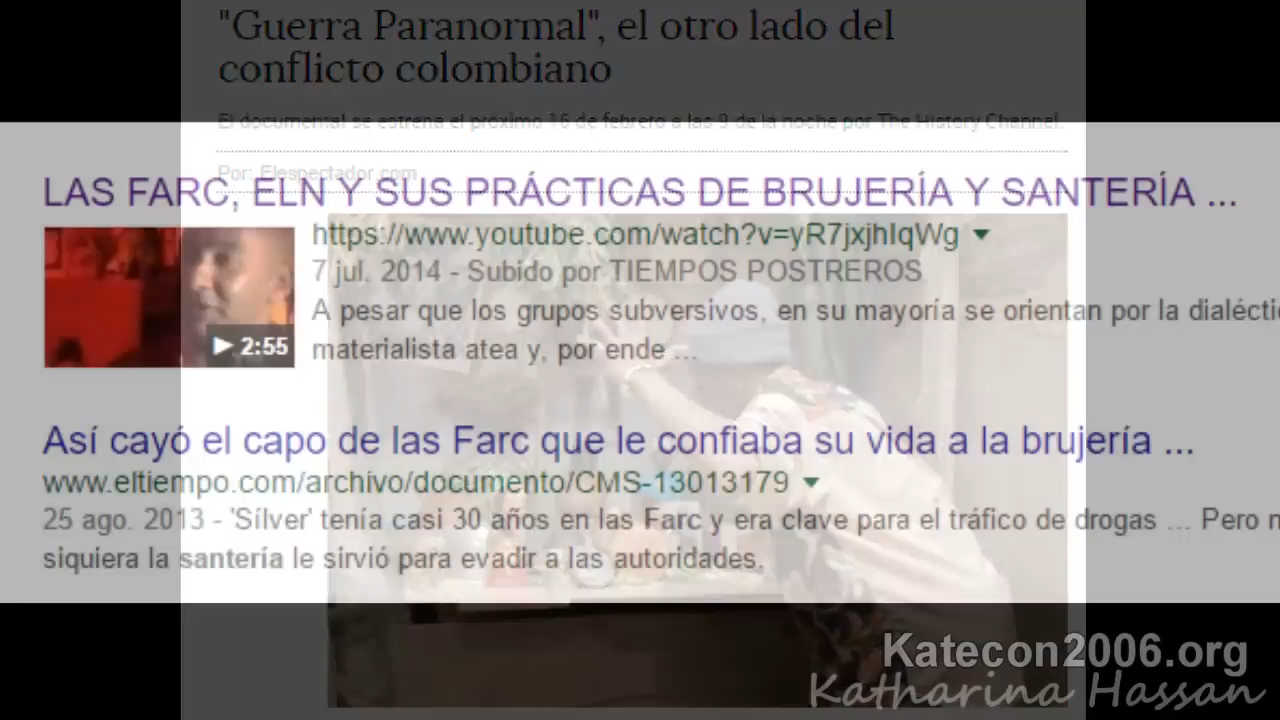 "Guerra Paranormal", el otro lado del
conflicto colombiano
El documental se estrena el próximo 16 de febrero a las 9 de la noche por The History Channel.
Por: Elespectador.com
LAS FARC, ELN Y SUS PRÁCTICAS DE BRUJERÍA Y SANTERÍA ...
https://www.youtube.com/watch?v=yR7jxjhIqWg
7 jul. 2014 - Subido por TIEMPOS POSTREROS
A pesar que los grupos subversivos, en su mayoría se orientan por la dialécti
materialista atea y, por ende ...
2:55
Así cayó el capo de las Farc que le confiaba su vida a la brujería ...
www.eltiempo.com/archivo/documento/CMS-13013179
25 ago. 2013 - 'Sílver' tenía casi 30 años en las Farc y era clave para el tráfico de drogas ... Pero n
siquiera la santería le sirvió para evadir a las autoridades.
Katecon2006.org
Katharina Hassan